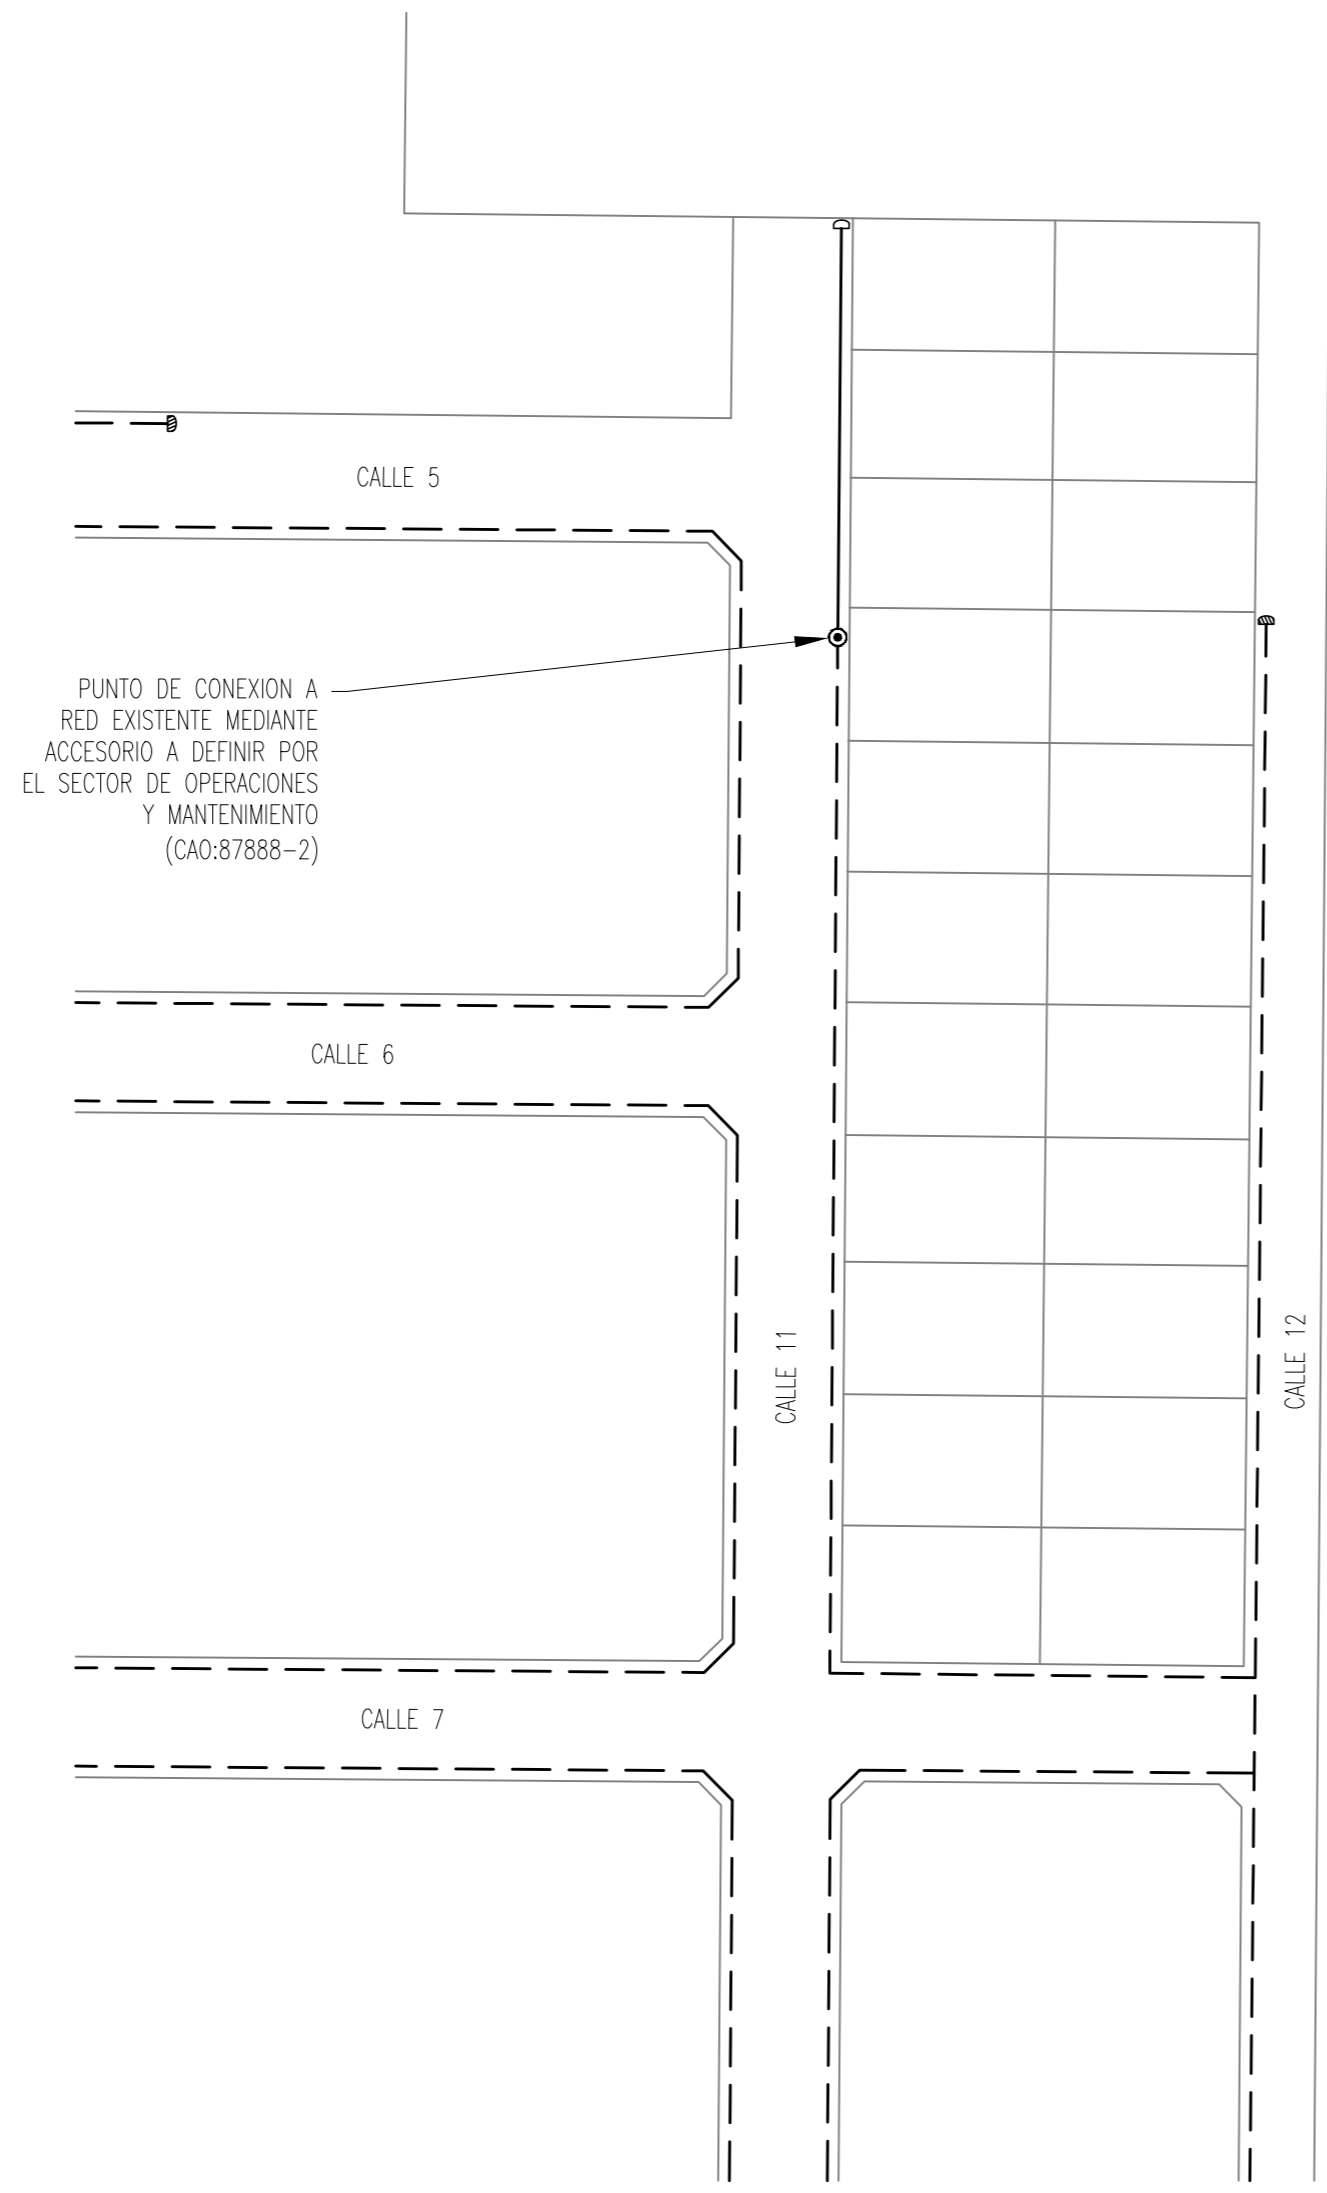 CALLE 5
PUNTO DE CONEXION A
RED EXISTENTE MEDIANTE
ACCESORIO A DEFINIR POR
EL SECTOR DE OPERACIONES
Y MANTENIMIENTO
(CAO:87888-2)
CALLE 6
CALLE 11
CALLE 12
CALLE 7